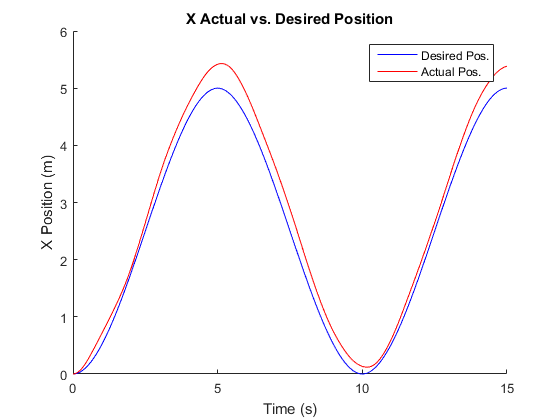 X Actual vs. Desired Position
6
5
4
3
2
1
0
X Position (m)
Desired Pos.
Actual Pos.
0
5
10
15
Time (s)